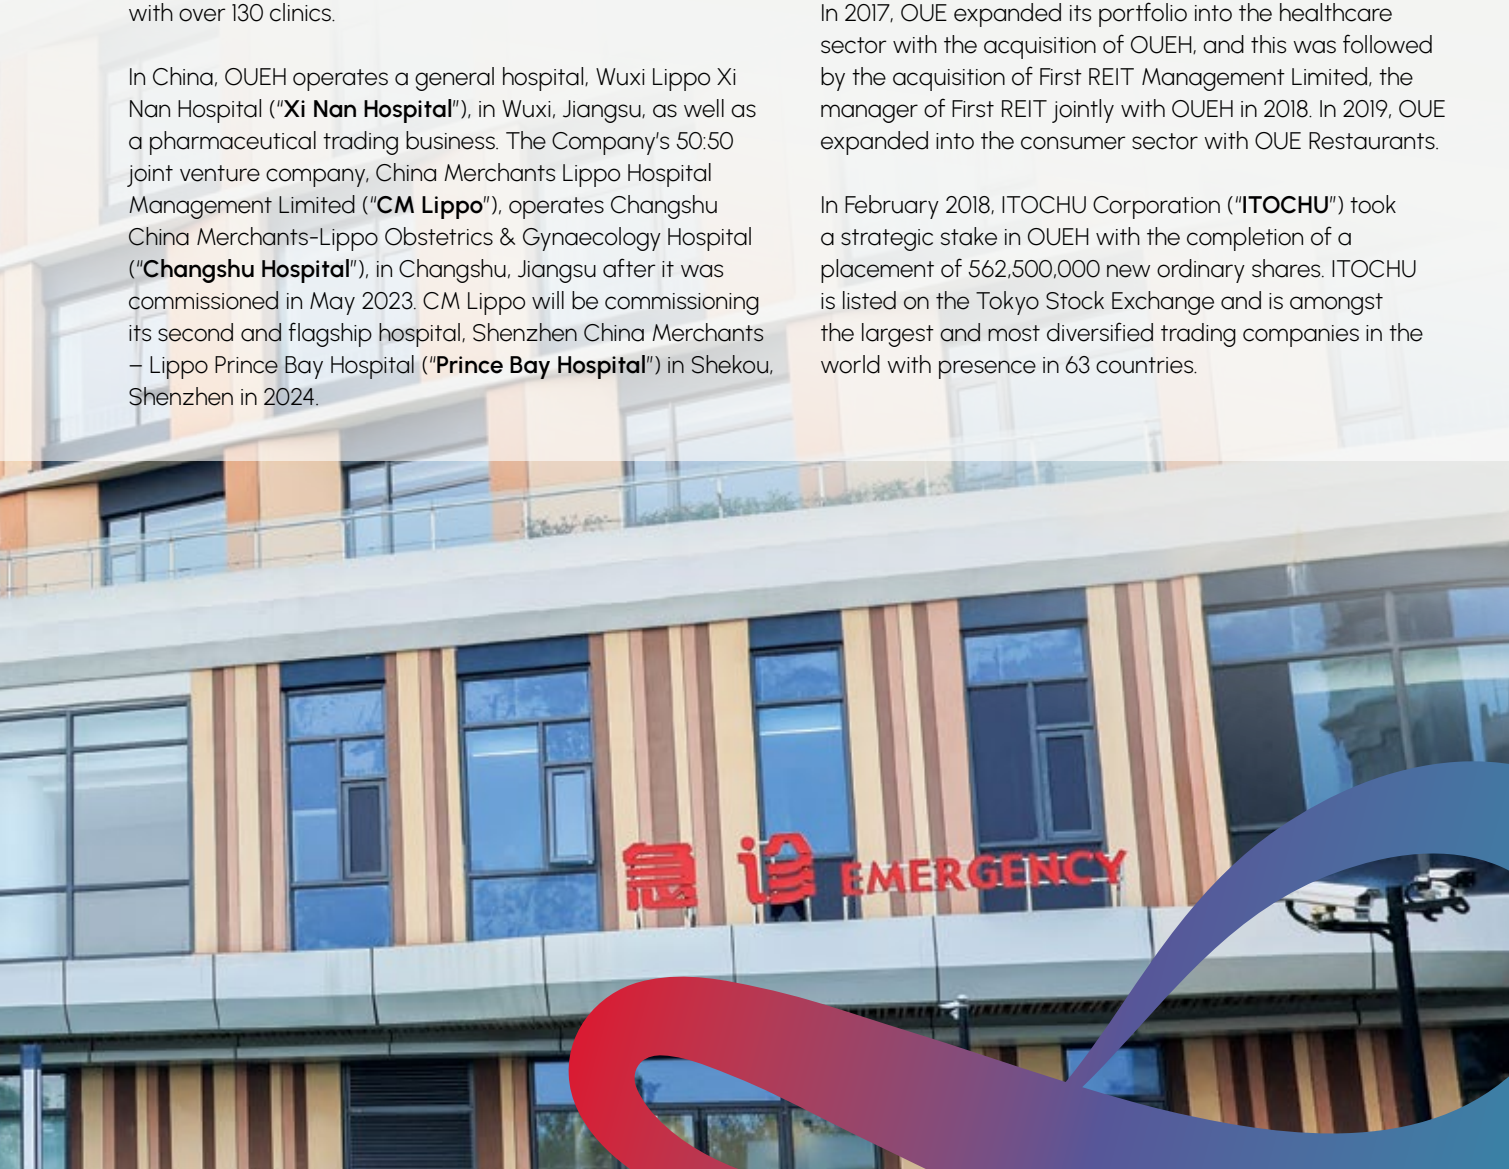 with over 130 clinics.
In China, OUEH operates a general hospital, Wuxi Lippo Xi
Nan Hospital (“Xi Nan Hospital”), in Wuxi, Jiangsu, as well as
a pharmaceutical trading business. The Company’s 50:50
joint venture company, China Merchants Lippo Hospital
Management Limited (“CM Lippo”), operates Changshu
China Merchants-Lippo Obstetrics & Gynaecology Hospital
(“Changshu Hospital”), in Changshu, Jiangsu after it was
commissioned in May 2023. CM Lippo will be commissioning
its second and flagship hospital, Shenzhen China Merchants
– Lippo Prince Bay Hospital (“Prince Bay Hospital”) in Shekou,
Shenzhen in 2024.
In 2017, OUE expanded its portfolio into the healthcare
sector with the acquisition of OUEH, and this was followed
by the acquisition of First REIT Management Limited, the
manager of First REIT jointly with OUEH in 2018. In 2019, OUE
expanded into the consumer sector with OUE Restaurants.
In February 2018, ITOCHU Corporation (“ITOCHU”) took
a strategic stake in OUEH with the completion of a
placement of 562,500,000 new ordinary shares. ITOCHU
is listed on the Tokyo Stock Exchange and is amongst
the largest and most diversified trading companies in the
world with presence in 63 countries.
急 诊 EMERGENCY